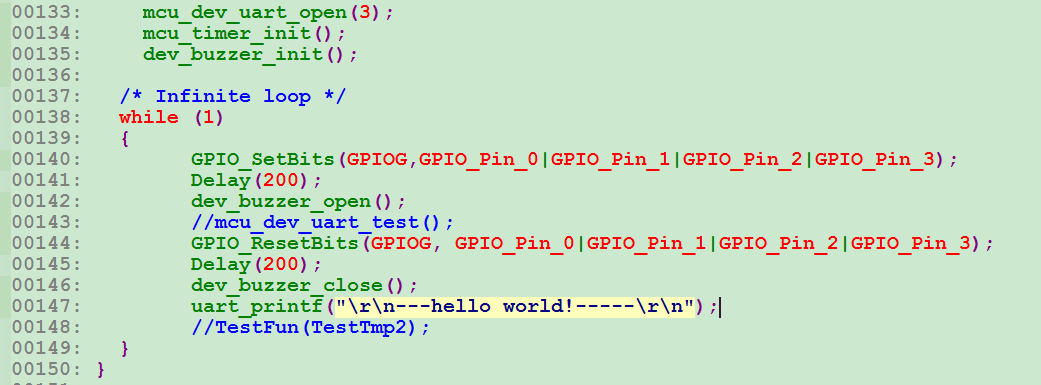 00133:     mcu_dev_uart_open(3);
00134:     mcu_timer_init();
00135:     dev_buzzer_init();
00136:
00137:   /* Infinite loop */
00138:   while (1)
00139:   {
00140:         GPIO_SetBits(GPIOG,GPIO_Pin_0|GPIO_Pin_1|GPIO_Pin_2|GPIO_Pin_3);
00141:         Delay(200);
00142:         dev_buzzer_open();
00143:         //mcu_dev_uart_test();
00144:         GPIO_ResetBits(GPIOG, GPIO_Pin_0|GPIO_Pin_1|GPIO_Pin_2|GPIO_Pin_3);
00145:         Delay(200);
00146:         dev_buzzer_close();
00147:         uart_printf("\r\n---hello world!-----\r\n");
00148:         //TestFun(TestTmp2);
00149:   }
00150: }